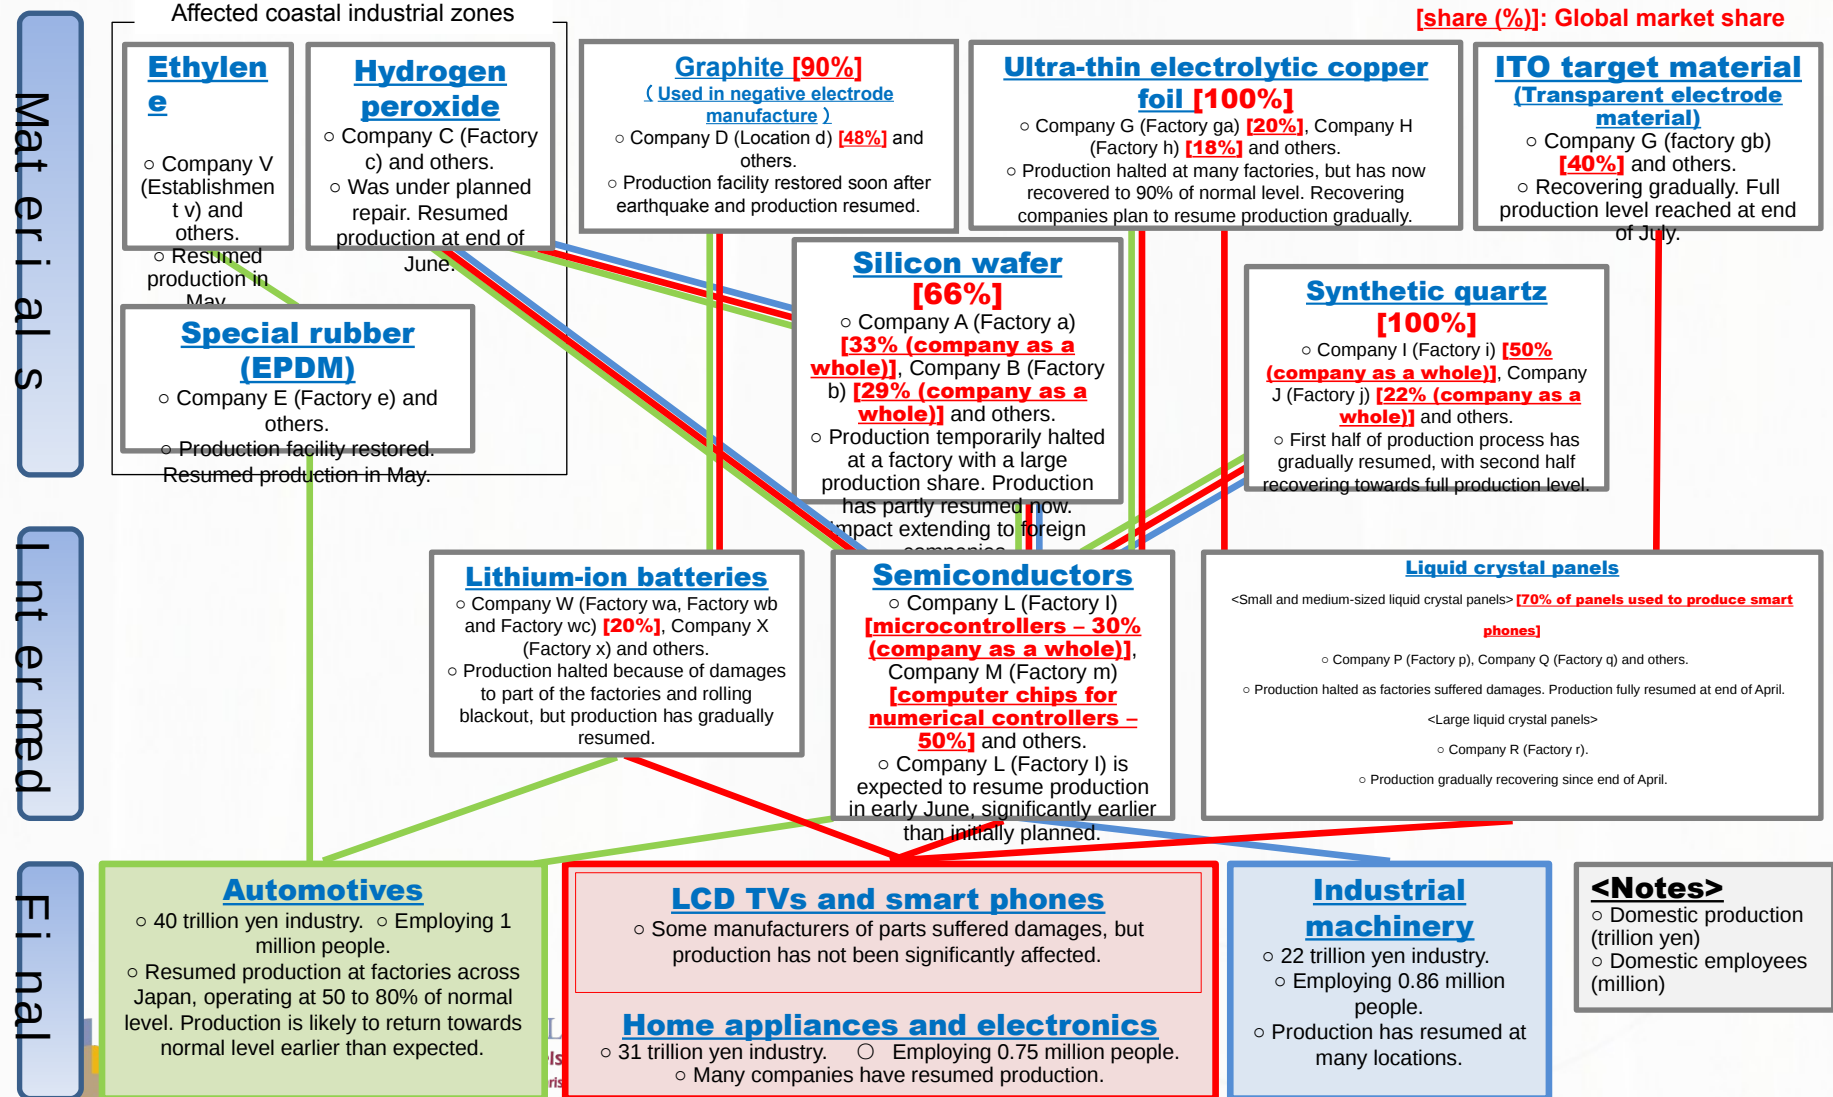 Affected coastal industrial zones
[share (%)]: Global market share
Mat eri al s
Ethylen
e
○ Company V
(Establishmen
t v) and
others.
○ Resumed
production in
May.
Hydrogen
peroxide
○ Company C (Factory
c) and others.
○ Was under planned
repair. Resumed
production at end of
June.
Graphite [90%]
( Used in negative electrode
manufacture )
○ Company D (Location d) [48%] and
others.
○ Production facility restored soon after
earthquake and production resumed.
Ultra-thin electrolytic copper
foil [100%]
○ Company G (Factory ga) [20%], Company H
(Factory h) [18%] and others.
○ Production halted at many factories, but has now
recovered to 90% of normal level. Recovering
companies plan to resume production gradually.
ITO target material
(Transparent electrode
material)
○ Company G (factory gb)
[40%] and others.
○ Recovering gradually. Full
production level reached at end
of July.
Special rubber
(EPDM)
○ Company E (Factory e) and
others.
○ Production facility restored.
Resumed production in May.
Silicon wafer
[66%]
○ Company A (Factory a)
[33% (company as a
whole)], Company B (Factory
b) [29% (company as a
whole)] and others.
○ Production temporarily halted
at a factory with a large
production share. Production
has partly resumed now.
Impact extending to foreign
companies.
Synthetic quartz
[100%]
○ Company I (Factory i) [50%
(company as a whole)], Company
J (Factory j) [22% (company as a
whole)] and others.
○ First half of production process has
gradually resumed, with second half
recovering towards full production level.
I nt ermed
Lithium-ion batteries
○ Company W (Factory wa, Factory wb
and Factory wc) [20%], Company X
(Factory x) and others.
○ Production halted because of damages
to part of the factories and rolling
blackout, but production has gradually
resumed.
Semiconductors
○ Company L (Factory l)
[microcontrollers – 30%
(company as a whole)],
Company M (Factory m)
[computer chips for
numerical controllers –
50%] and others.
○ Company L (Factory l) is
expected to resume production
in early June, significantly earlier
than initially planned.
Liquid crystal panels
<Small and medium-sized liquid crystal panels> [70% of panels used to produce smart
phones]
○ Company P (Factory p), Company Q (Factory q) and others.
○ Production halted as factories suffered damages. Production fully resumed at end of April.
<Large liquid crystal panels>
○ Company R (Factory r).
○ Production gradually recovering since end of April.
Fi nal
Automotives
○ 40 trillion yen industry. ○ Employing 1
million people.
○ Resumed production at factories across
Japan, operating at 50 to 80% of normal
level. Production is likely to return towards
normal level earlier than expected.
LCD TVs and smart phones
○ Some manufacturers of parts suffered damages, but
production has not been significantly affected.
Home appliances and electronics
○ 31 trillion yen industry. ○ Employing 0.75 million people.
○ Many companies have resumed production.
Industrial
machinery
○ 22 trillion yen industry.
○ Employing 0.86 million
people.
○ Production has resumed at
many locations.
<Notes>
○ Domestic production
(trillion yen)
○ Domestic employees
(million)